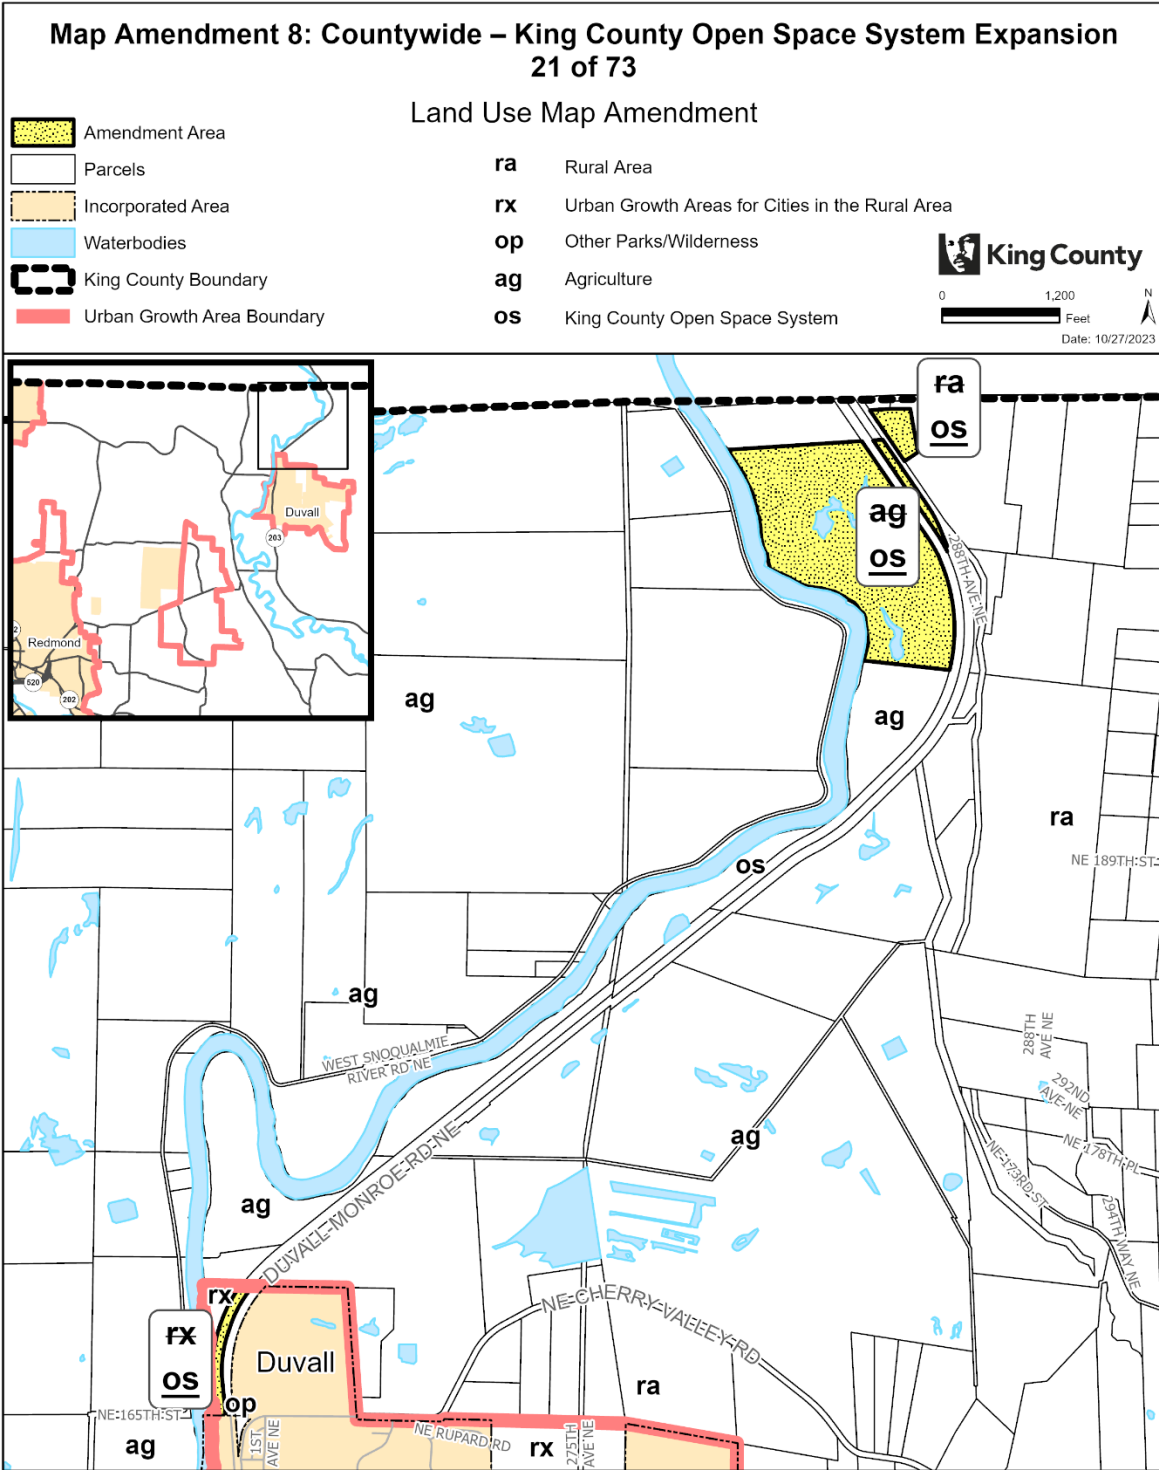 Map Amendment 8: Countywide – King County Open Space System Expansion
21 of 73
Land Use Map Amendment
Amendment Area
Parcels
Incorporated Area
Waterbodies
King County Boundary
Urban Growth Area Boundary
ra Rural Area
rx Urban Growth Areas for Cities in the Rural Area
op Other Parks/Wilderness
ag Agriculture
os King County Open Space System
King County
0 1,200
Feet
N
Date: 10/27/2023
ra
os
Duvall
203
Redmond
2
520
202
ag
os
288TH AVE NE
ag
ag
ra
NE 189TH ST
os
ag
WEST SNOQUALMIE
RIVER RD NE
288TH
AVE NE
292ND
AVE NE
NE 178TH PL
NE 173RD ST
294TH WAY NE
ag
ag
DUVALL-MONROE RD NE
rx
rx
os
Duvall
NE CHERRY VALLEY RD
ra
op
NE 165TH ST
ag
1ST
AVE NE
NE RUPARD RD
rx
275TH
AVE NE